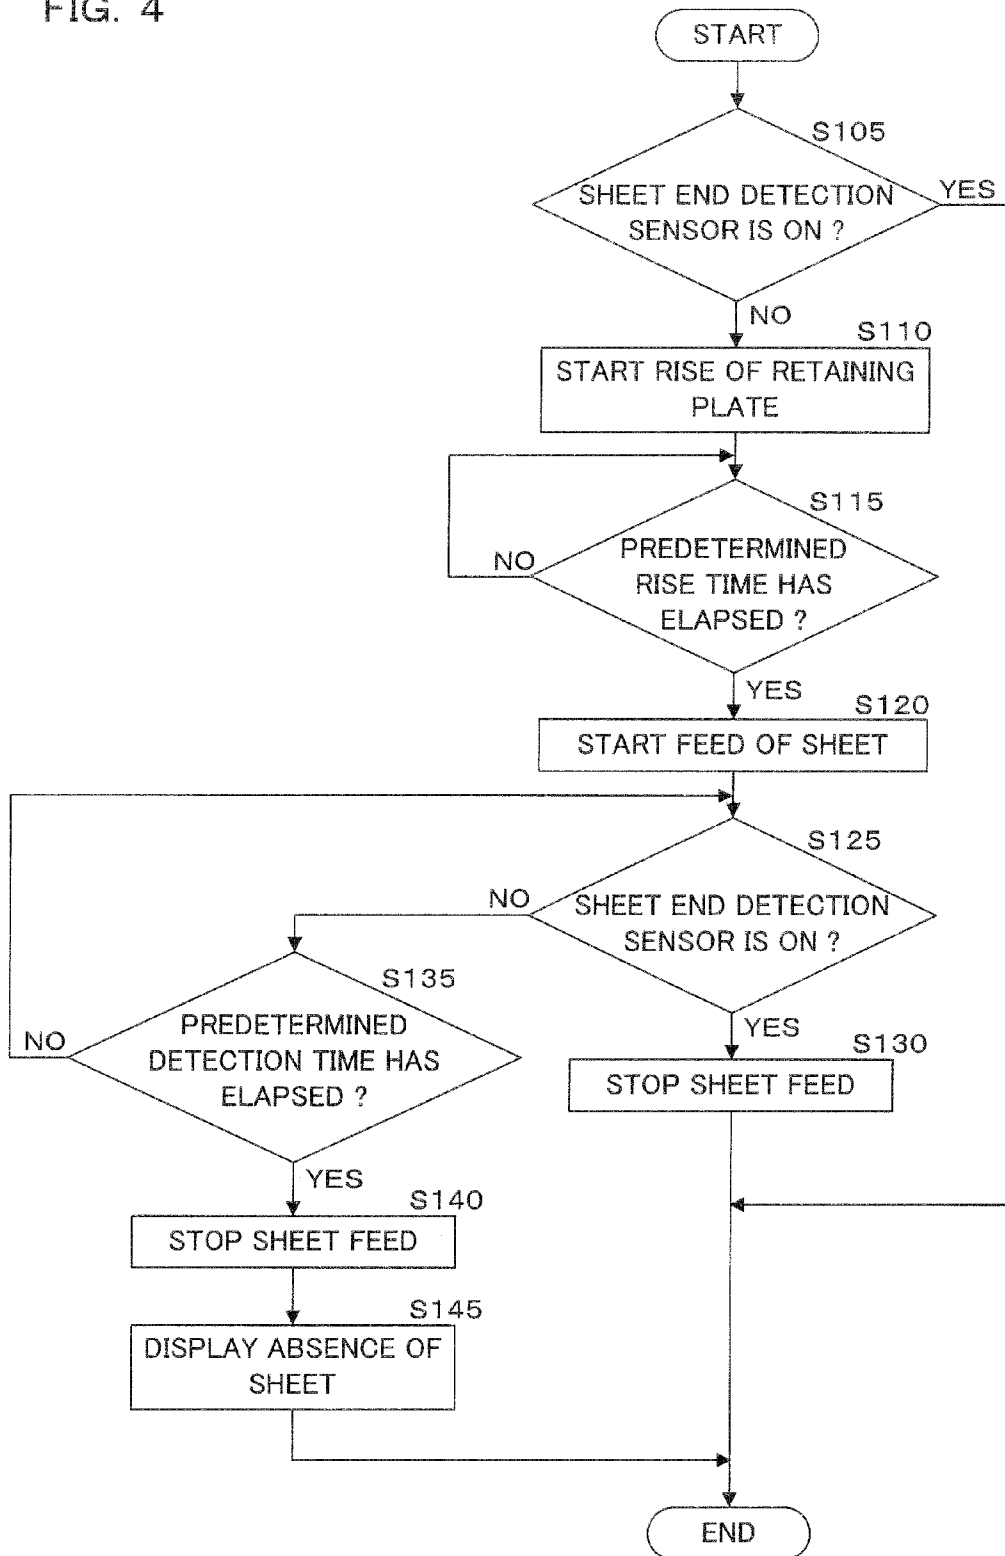 FIG. 4
START
S105
SHEET END DETECTION
SENSOR IS ON ?
YES
NO
S110
START RISE OF RETAINING
PLATE
S115
PREDETERMINED
RISE TIME HAS
ELAPSED ?
NO
YES
S120
START FEED OF SHEET
S125
SHEET END DETECTION
SENSOR IS ON ?
NO
YES
S135
PREDETERMINED
DETECTION TIME HAS
ELAPSED ?
NO
YES
S130
STOP SHEET FEED
S140
STOP SHEET FEED
S145
DISPLAY ABSENCE OF
SHEET
END